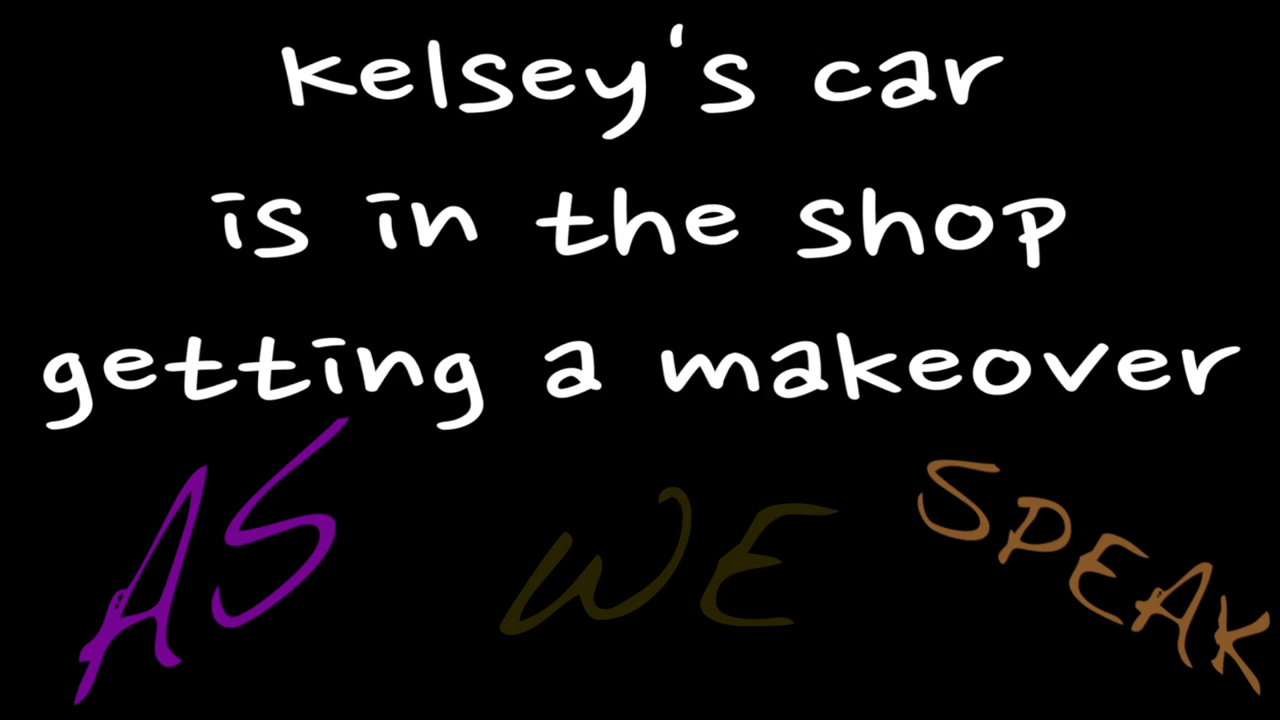 kelsey's car
is in the shop
getting a makeover
AS WE SPEAK